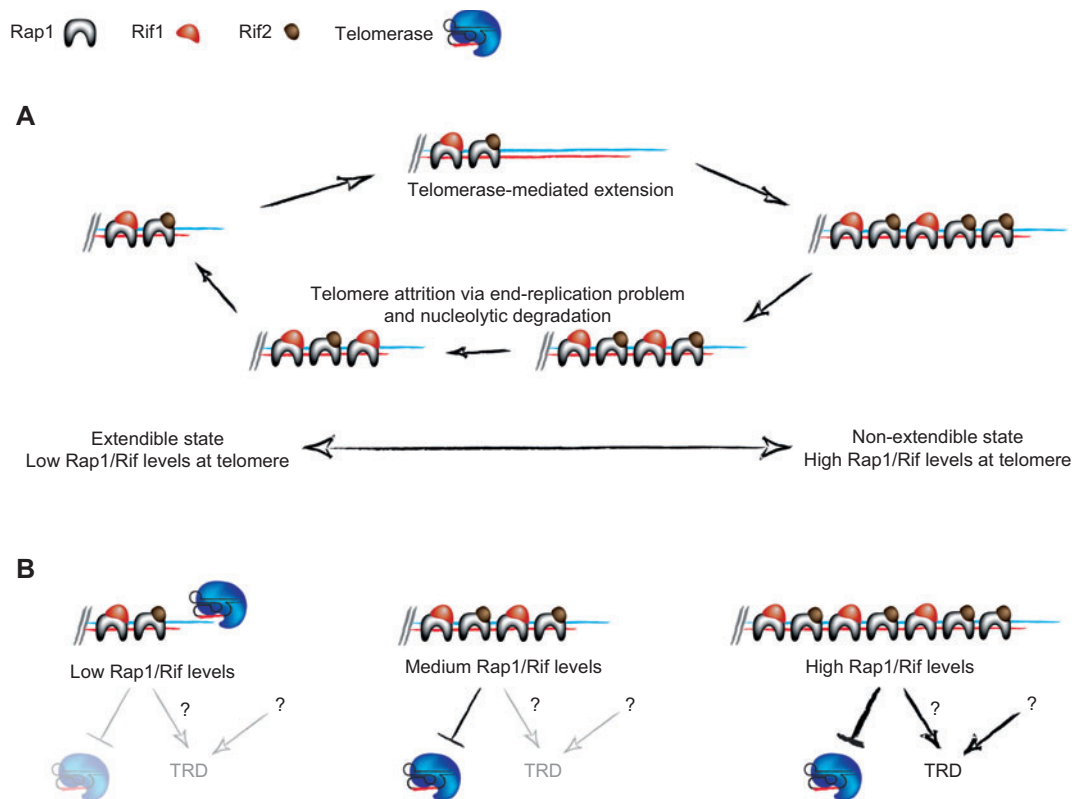 Rap1 Rif1 Rif2 Telomerase
A
Telomerase-mediated extension
Telomere attrition via end-replication problem
and nucleolytic degradation
Extendible state
Low Rap1/Rif levels at telomere
Non-extendible state
High Rap1/Rif levels at telomere
B
Low Rap1/Rif levels
? ?
TRD
Medium Rap1/Rif levels
? ?
TRD
High Rap1/Rif levels
? ?
TRD